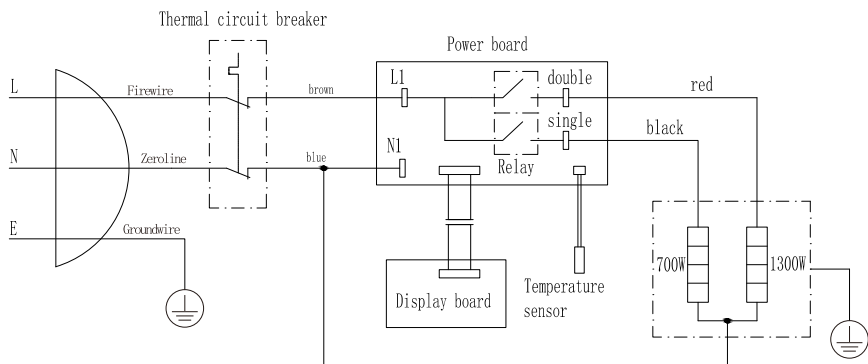 Thermal circuit breaker
Power board
L
Firewire
brown
L1
double
red
single
black
N
Zeroline
blue
N1
Relay
E
Groundwire
700W
1300W
Display board
Temperature
sensor